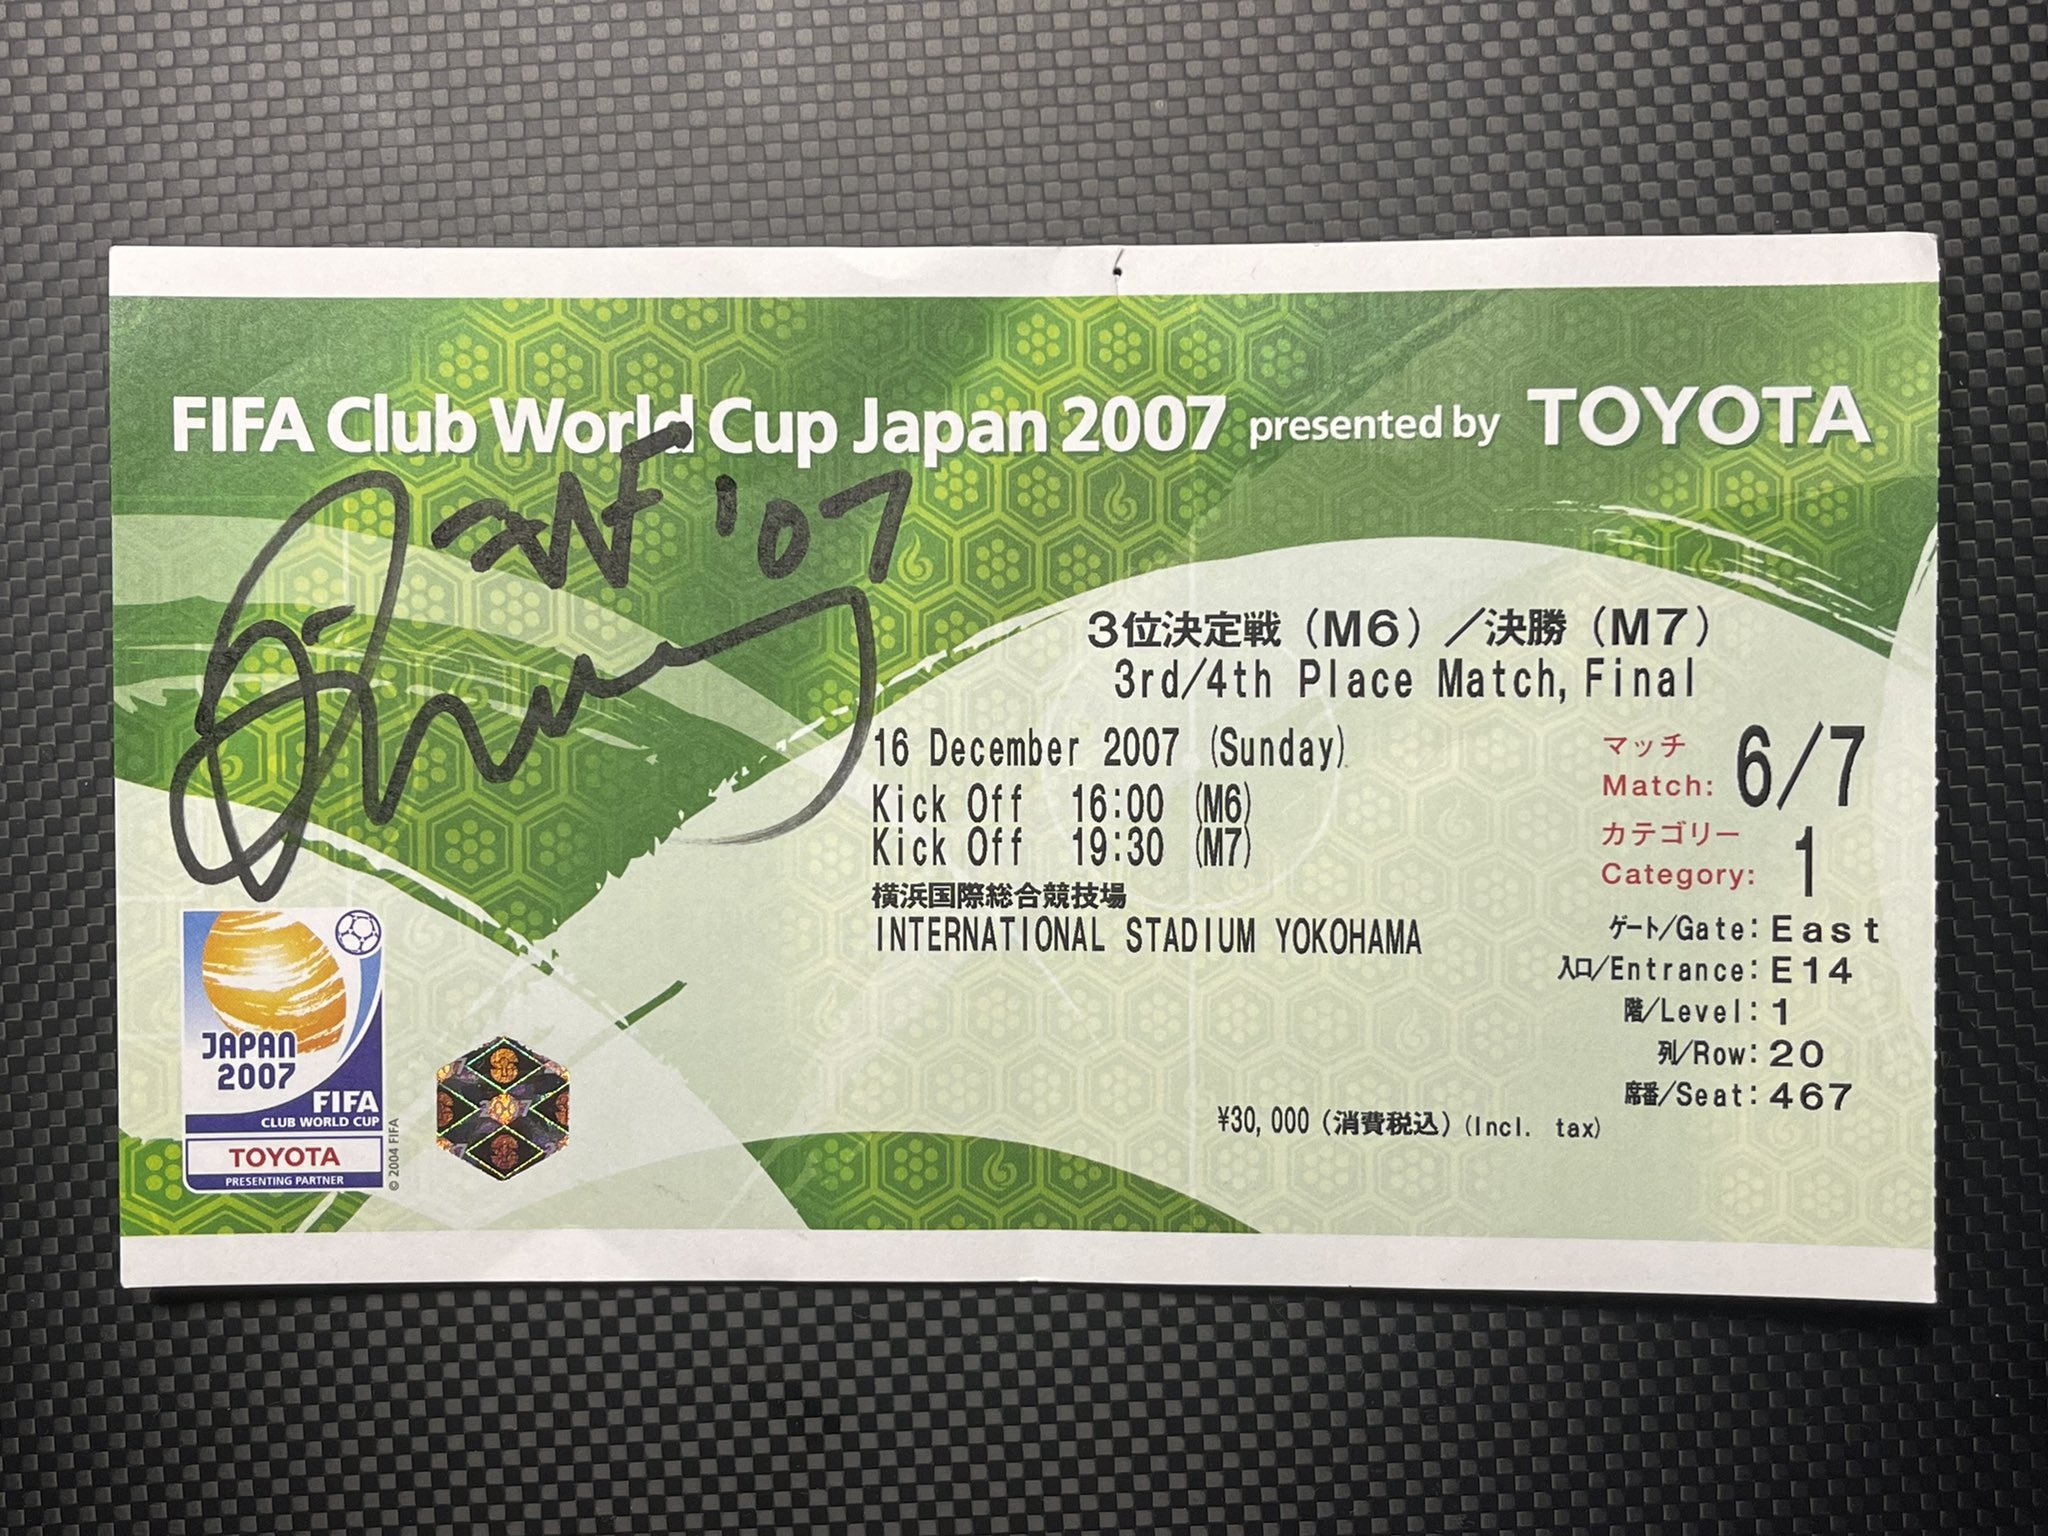 FIFA Club World Cup Japan 2007 presented by TOYOTA
'07
3位決定戦（M6）／決勝（M7）
3rd/4th Place Match, Final
16 December 2007 (Sunday)
Kick Off 16:00 (M6)
Kick Off 19:30 (M7)
横浜国際総合競技場
INTERNATIONAL STADIUM YOKOHAMA
マッチ
Match: 6/7
カテゴリー
Category: 1
ゲート/Gate: East
入口/Entrance: E14
階/Level: 1
列/Row: 20
席番/Seat: 467
¥30,000 (消費税込) (Incl. tax)
JAPAN
2007
FIFA
CLUB WORLD CUP
TOYOTA
PRESENTING PARTNER
© 2004 FIFA
2007